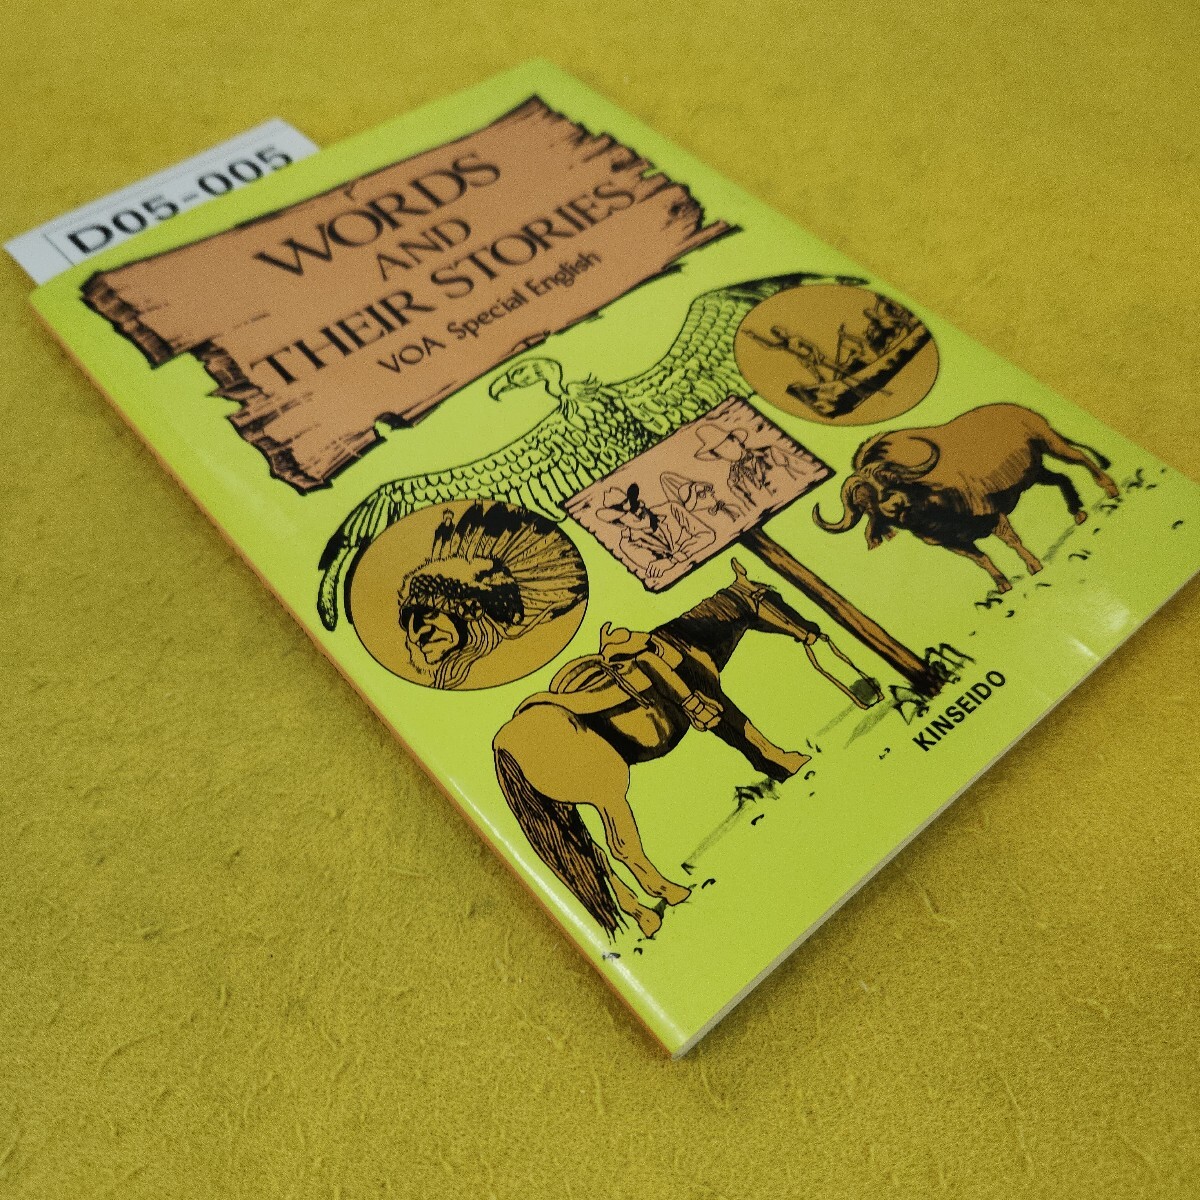 D05-005
WORDS
AND
THEIR STORIES
VOA Special English
KINSEIDO